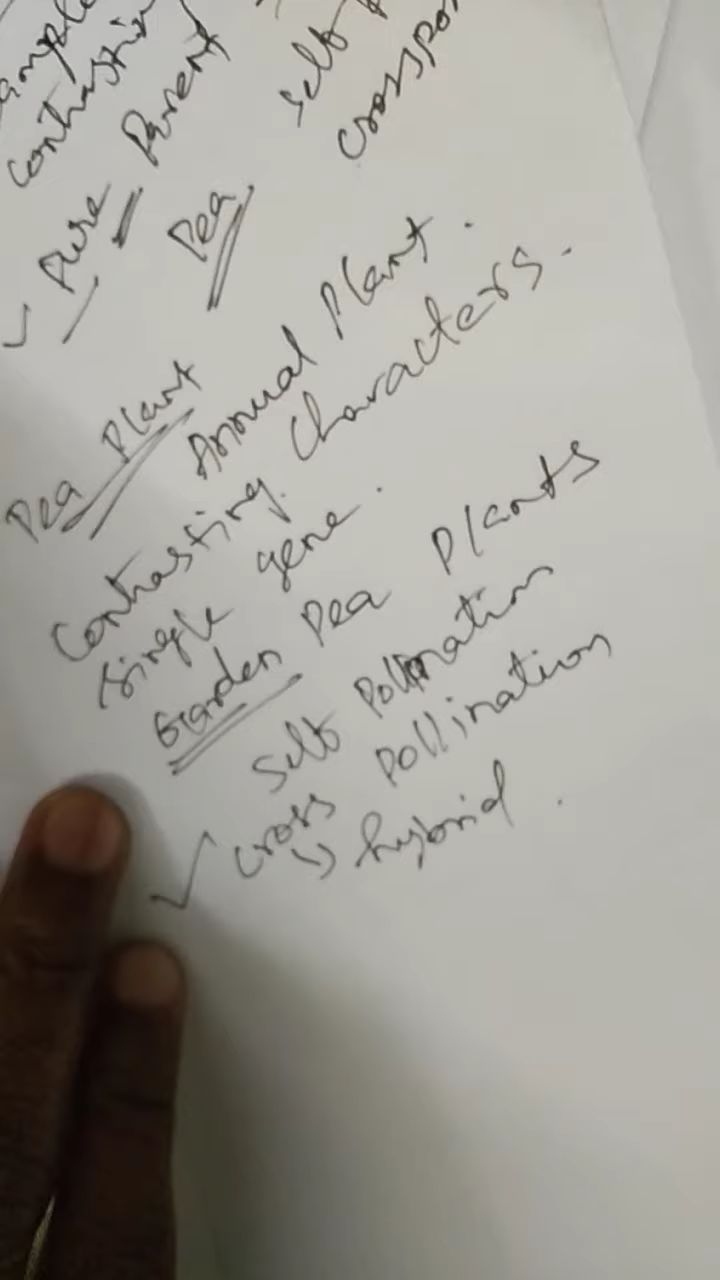 contrasting
Pure Parent
Self
Pea
Pea Plant
Annual Plant.
Contrasting Characters.
Single gene.
Garden Pea Plants
Self Pollination
✓ Cross Pollination
↳ hybrid.